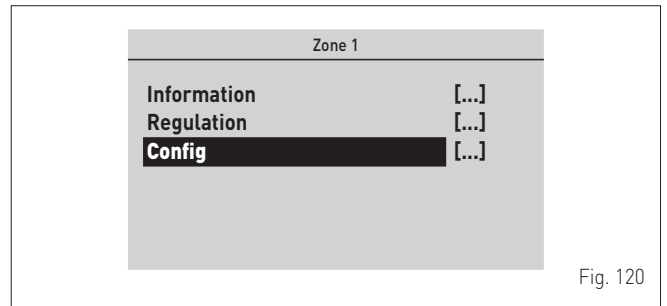 Zone 1
Information [...]
Regulation [...]
Config [...]
Fig. 120